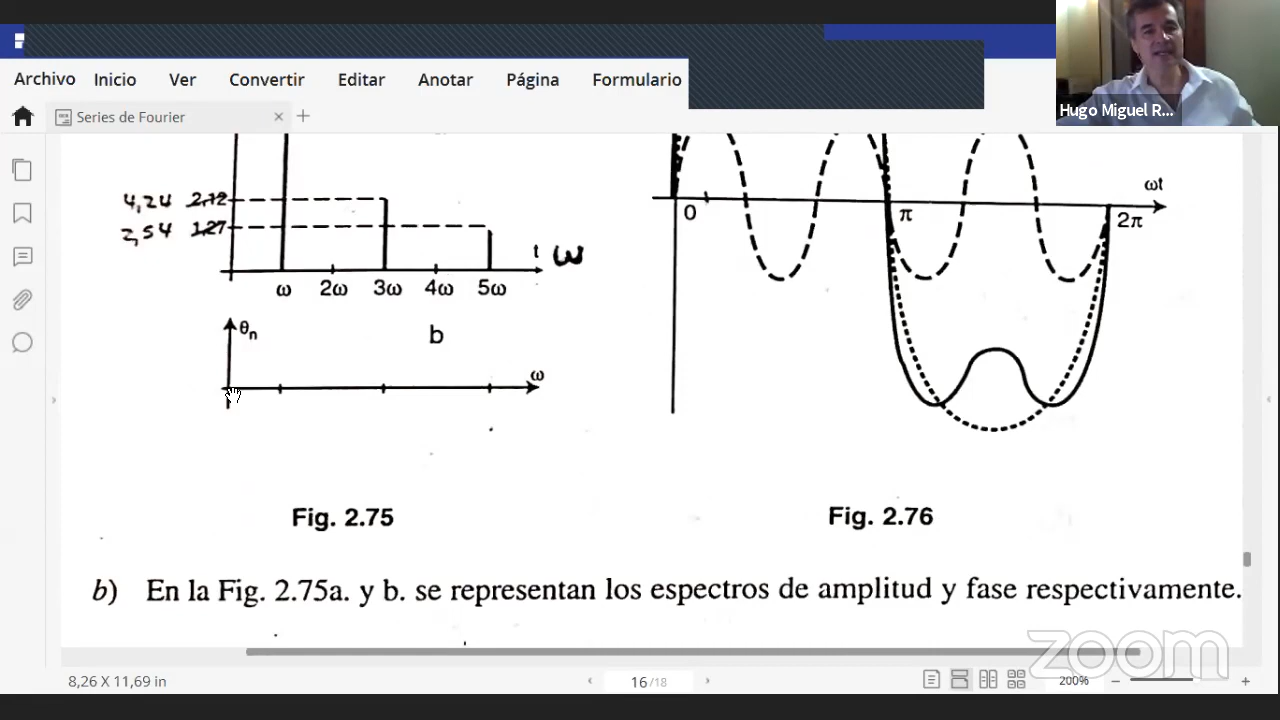 Hugo Miguel R...
Archivo Inicio Ver Convertir Editar Anotar Página Formulario
Series de Fourier
4,24 2,12
2,54 1,27
t ω
ω 2ω 3ω 4ω 5ω
θn
b
ω
Fig. 2.75
ωt
0 π 2π
Fig. 2.76
b) En la Fig. 2.75a. y b. se representan los espectros de amplitud y fase respectivamente.
zoom
8,26 x 11,69 in
16 /18
200%